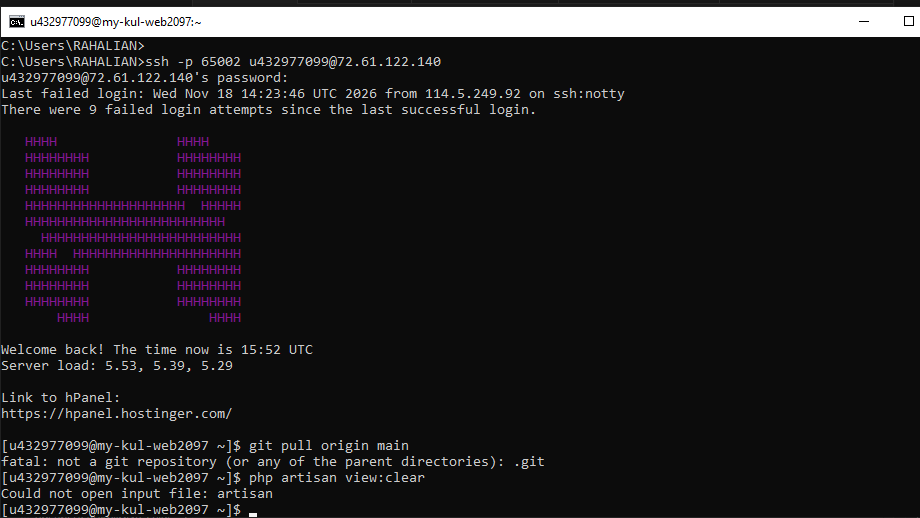 u432977099@my-kul-web2097:~
C:\Users\RAHALIAN>
C:\Users\RAHALIAN>ssh -p 65002 u432977099@72.61.122.140
u432977099@72.61.122.140's password:
Last failed login: Wed Nov 18 14:23:46 UTC 2026 from 114.5.249.92 on ssh:notty
There were 9 failed login attempts since the last successful login.
   HHHH               HHHH
   HHHHHHHH           HHHHHHHH
   HHHHHHHH           HHHHHHHH
   HHHHHHHH           HHHHHHHH
   HHHHHHHHHHHHHHHHHHHH  HHHHH
   HHHHHHHHHHHHHHHHHHHHHHHHH
     HHHHHHHHHHHHHHHHHHHHHHHHH
   HHHH  HHHHHHHHHHHHHHHHHHHHH
   HHHHHHHH           HHHHHHHH
   HHHHHHHH           HHHHHHHH
   HHHHHHHH           HHHHHHHH
       HHHH               HHHH
Welcome back! The time now is 15:52 UTC
Server load: 5.53, 5.39, 5.29
Link to hPanel:
https://hpanel.hostinger.com/
[u432977099@my-kul-web2097 ~]$ git pull origin main
fatal: not a git repository (or any of the parent directories): .git
[u432977099@my-kul-web2097 ~]$ php artisan view:clear
Could not open input file: artisan
[u432977099@my-kul-web2097 ~]$